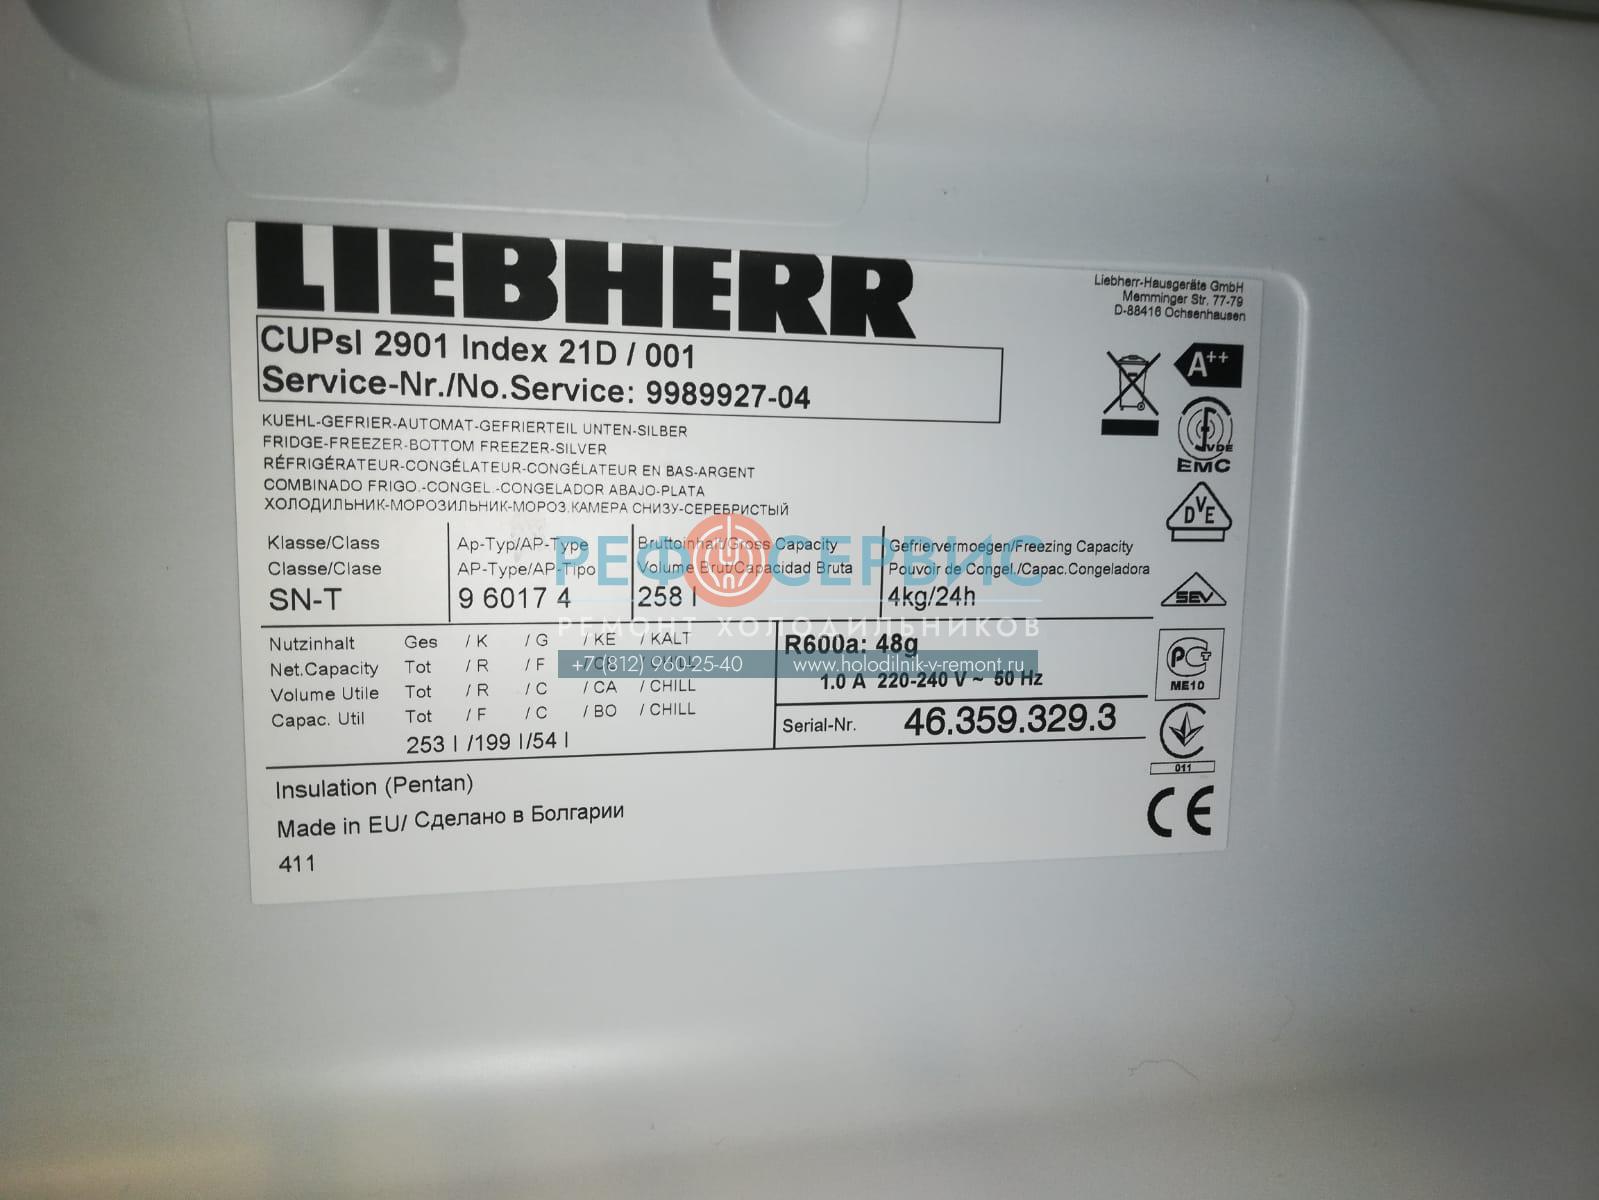 LIEBHERR
Liebherr-Hausgeräte GmbH
Memminger Str. 77-79
D-88416 Ochsenhausen
CUPsl 2901 Index 21D / 001
Service-Nr./No.Service: 9989927-04
A++
VDE
EMC
KUEHL-GEFRIER-AUTOMAT-GEFRIERTEIL UNTEN-SILBER
FRIDGE-FREEZER-BOTTOM FREEZER-SILVER
RÉFRIGÉRATEUR-CONGÉLATEUR-CONGÉLATEUR EN BAS-ARGENT
COMBINADO FRIGO.-CONGEL.-CONGELADOR ABAJO-PLATA
ХОЛОДИЛЬНИК-МОРОЗИЛЬНИК-МОРОЗ.КАМЕРА СНИЗУ-СЕРЕБРИСТЫЙ
DVE
Klasse/Class
Classe/Clase
SN-T
Ap-Typ/AP-Type
AP-Type/AP-Tipo
9 6017 4
Bruttoinhalt/Gross Capacity
Volume Brut/Capacidad Bruta
258 l
Gefriervermoegen/Freezing Capacity
Pouvoir de Congel./Capac.Congeladora
4kg/24h
РЕФСЕРВИС
РЕМОНТ ХОЛОДИЛЬНИКОВ
+7(812) 960-25-40 www.holodilnik-v-remont.ru
SEV
Nutzinhalt Ges / K / G / KE / KALT
Net.Capacity Tot / R / F
Volume Utile Tot / R / C / CA / CHILL
Capac. Util Tot / F / C / BO / CHILL
253 l /199 l/54 l
R600a: 48g
1.0 A 220-240 V ~ 50 Hz
Serial-Nr. 46.359.329.3
РСТ
ME10
011
CE
Insulation (Pentan)
Made in EU/ Сделано в Болгарии
411